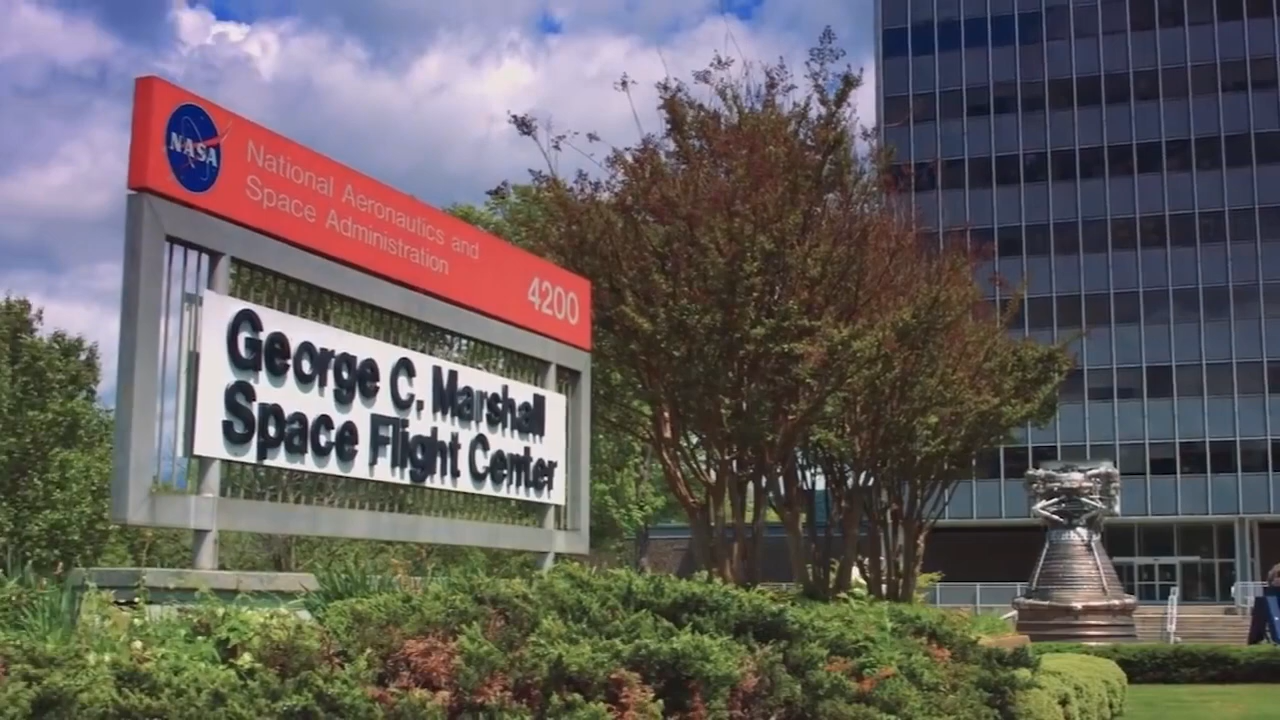 NASA
National Aeronautics and
Space Administration
4200
George C. Marshall
Space Flight Center